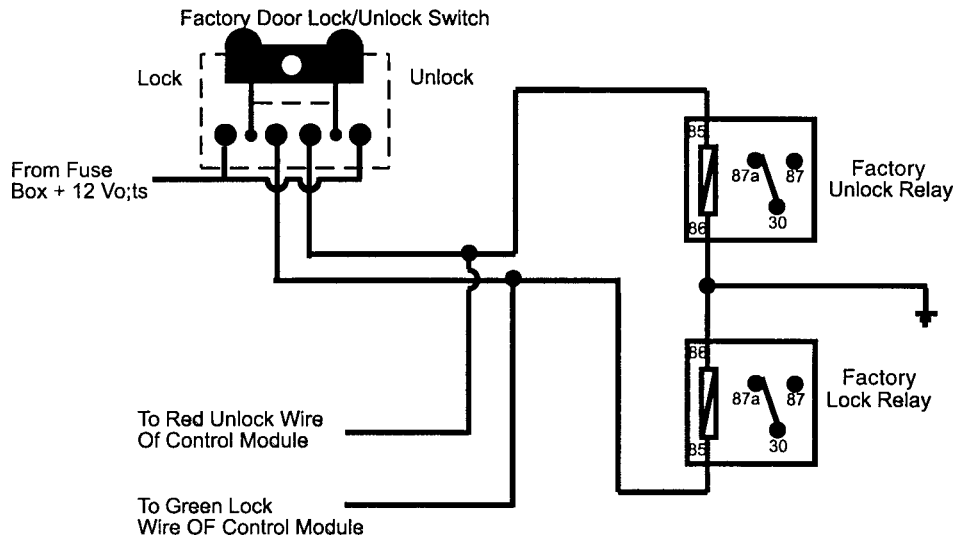 Factory Door Lock/Unlock Switch
Lock
Unlock
From Fuse
Box + 12 Vo;ts
85
87a
87
30
86
Factory
Unlock Relay
86
87a
87
30
85
Factory
Lock Relay
To Red Unlock Wire
Of Control Module
To Green Lock
Wire OF Control Module